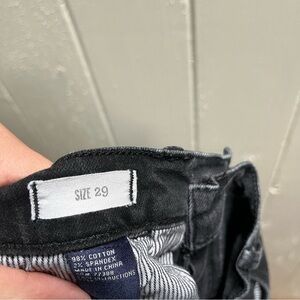 SIZE 29
98% COTTON
2% SPANDEX
MADE IN CHINA